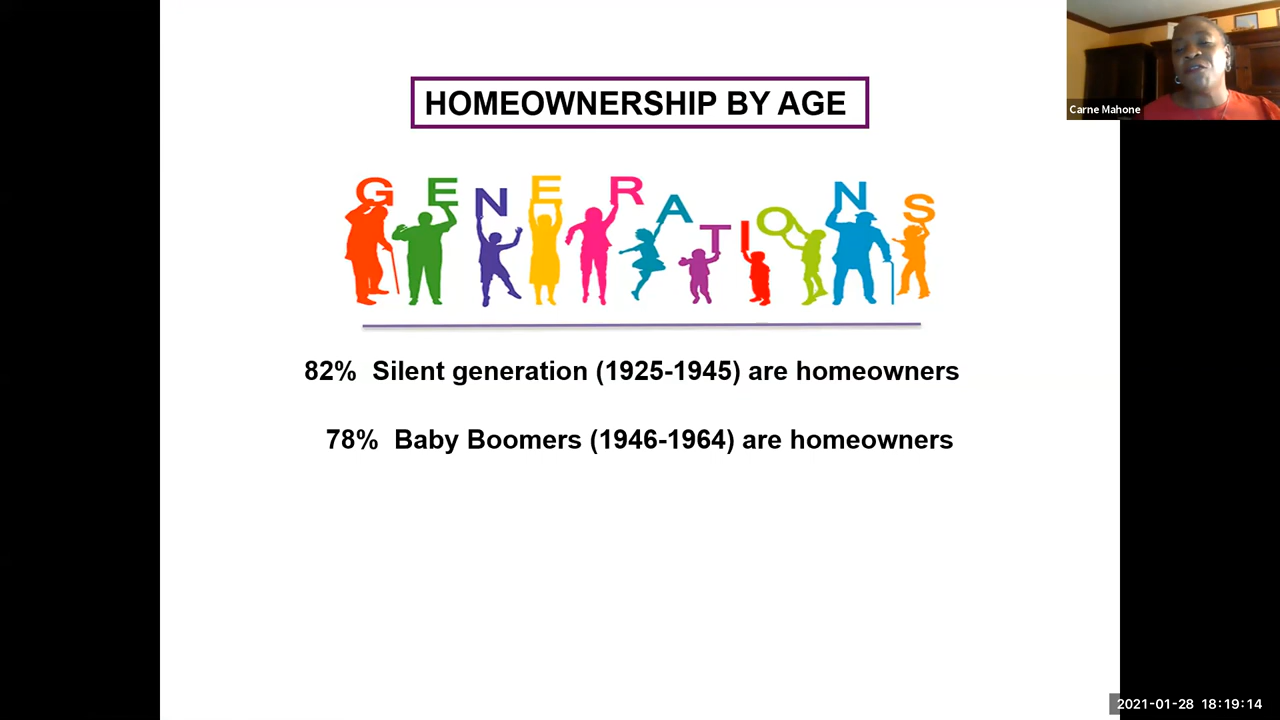 HOMEOWNERSHIP BY AGE
Carne Mahone
GENERATIONS
82% Silent generation (1925-1945) are homeowners
78% Baby Boomers (1946-1964) are homeowners
2021-01-28 18:19:14